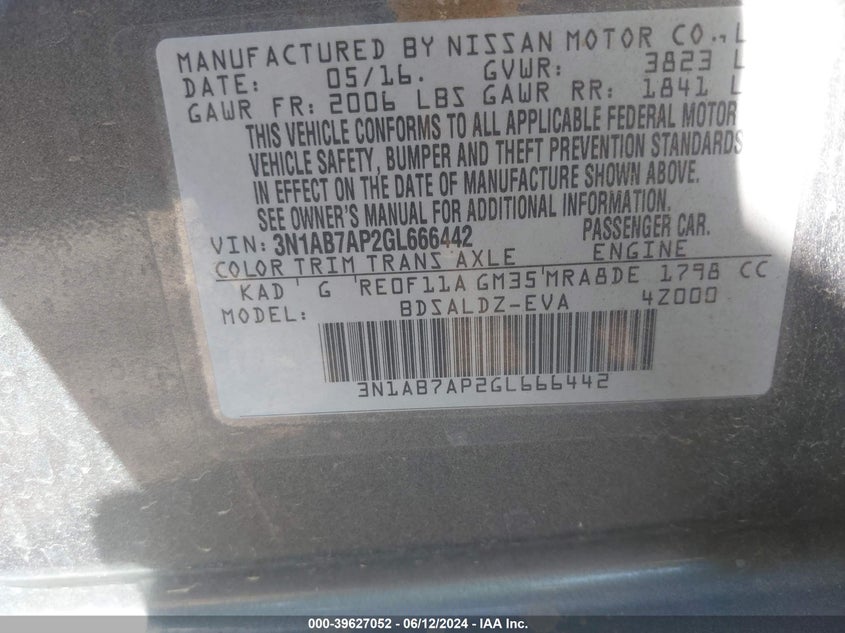 MANUFACTURED BY NISSAN MOTOR CO., L
DATE: 05/16. GVWR: 3823 L
GAWR FR: 2006 LBS GAWR RR: 1841 L
THIS VEHICLE CONFORMS TO ALL APPLICABLE FEDERAL MOTOR
VEHICLE SAFETY, BUMPER AND THEFT PREVENTION STANDARDS
IN EFFECT ON THE DATE OF MANUFACTURE SHOWN ABOVE.
SEE OWNER'S MANUAL FOR ADDITIONAL INFORMATION.
VIN: 3N1AB7AP2GL666442 PASSENGER CAR.
COLOR TRIM TRANS AXLE ENGINE
KAD G RE0F11A GM35 MRA8DE 1798 CC
MODEL: BDSALDZ-EVA 4Z000
3N1AB7AP2GL666442
000-39627052 - 06/12/2024 - Copyright © IAA, Inc.